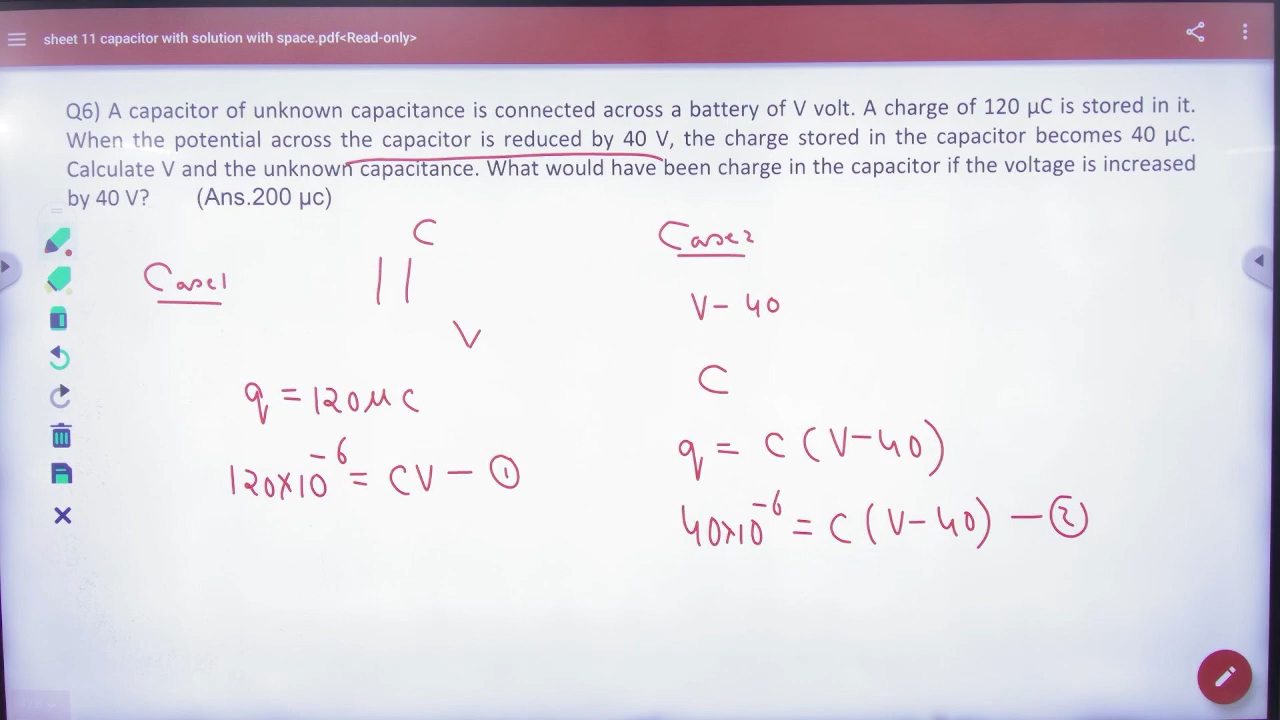 sheet 11 capacitor with solution with space.pdf<Read-only>
Q6) A capacitor of unknown capacitance is connected across a battery of V volt. A charge of 120 μC is stored in it.
When the potential across the capacitor is reduced by 40 V, the charge stored in the capacitor becomes 40 μC.
Calculate V and the unknown capacitance. What would have been charge in the capacitor if the voltage is increased
by 40 V? (Ans.200 μc)
Case1
C
V
q = 120 μ C
120×10⁻⁶ = CV — ①
Case2
V - 40
C
q = C (V-40)
40×10⁻⁶ = C (V-40) — ②